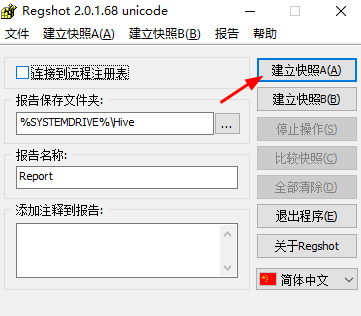 Regshot 2.0.1.68 unicode
文件 建立快照A(A) 建立快照B(B) 报告 帮助
连接到远程注册表
建立快照A(A)
报告保存文件夹:
建立快照B(B)
%SYSTEMDRIVE%\Hive
...
停止操作(S)
报告名称:
比较快照(C)
Report
全部清除(D)
添加注释到报告:
退出程序(E)
关于Regshot
简体中文